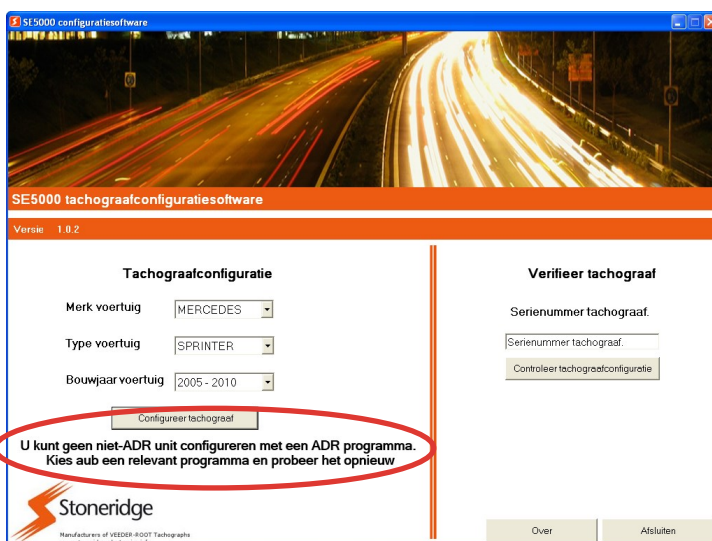 SE5000 configuratiesoftware
SE5000 tachograafconfiguratiesoftware
Versie 1.0.2
Tachograafconfiguratie
Merk voertuig MERCEDES
Type voertuig SPRINTER
Bouwjaar voertuig 2005 - 2010
Configureer tachograaf
U kunt geen niet-ADR unit configureren met een ADR programma.
Kies aub een relevant programma en probeer het opnieuw
Stoneridge
Manufacturers of VEEDER-ROOT Tachographs
Verifieer tachograaf
Serienummer tachograaf.
Serienummer tachograaf.
Controleer tachograafconfiguratie
Over Afsluiten